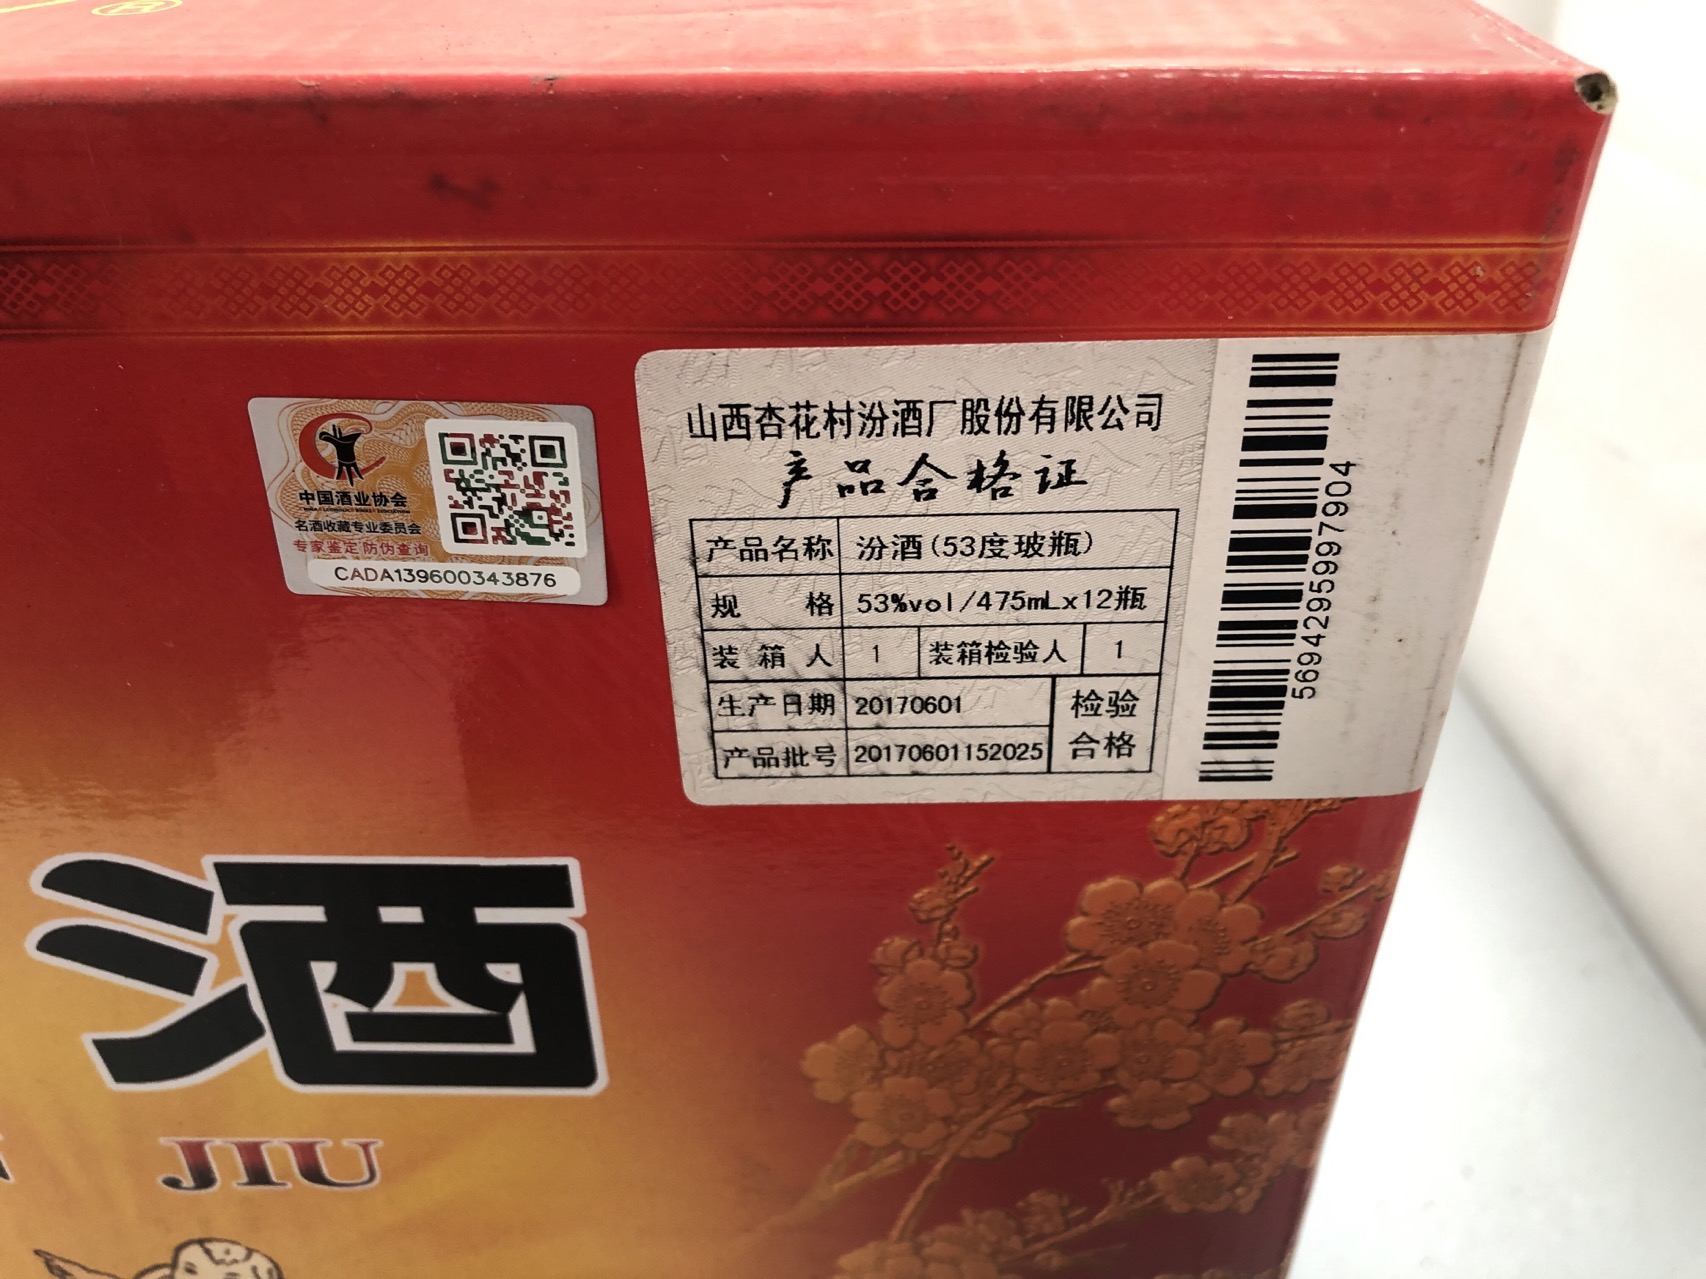 ®
中国酒业协会
名酒收藏专业委员会
专家鉴定 防伪查询
CADA139600343876
山西杏花村汾酒厂股份有限公司
产品合格证
产品名称 汾酒(53度玻瓶)
规 格 53%vol/475mLx12瓶
装 箱 人 1 装箱检验人 1
生产日期 20170601 检验
产品批号 20170601152025 合格
569429599​7904
酒
JIU